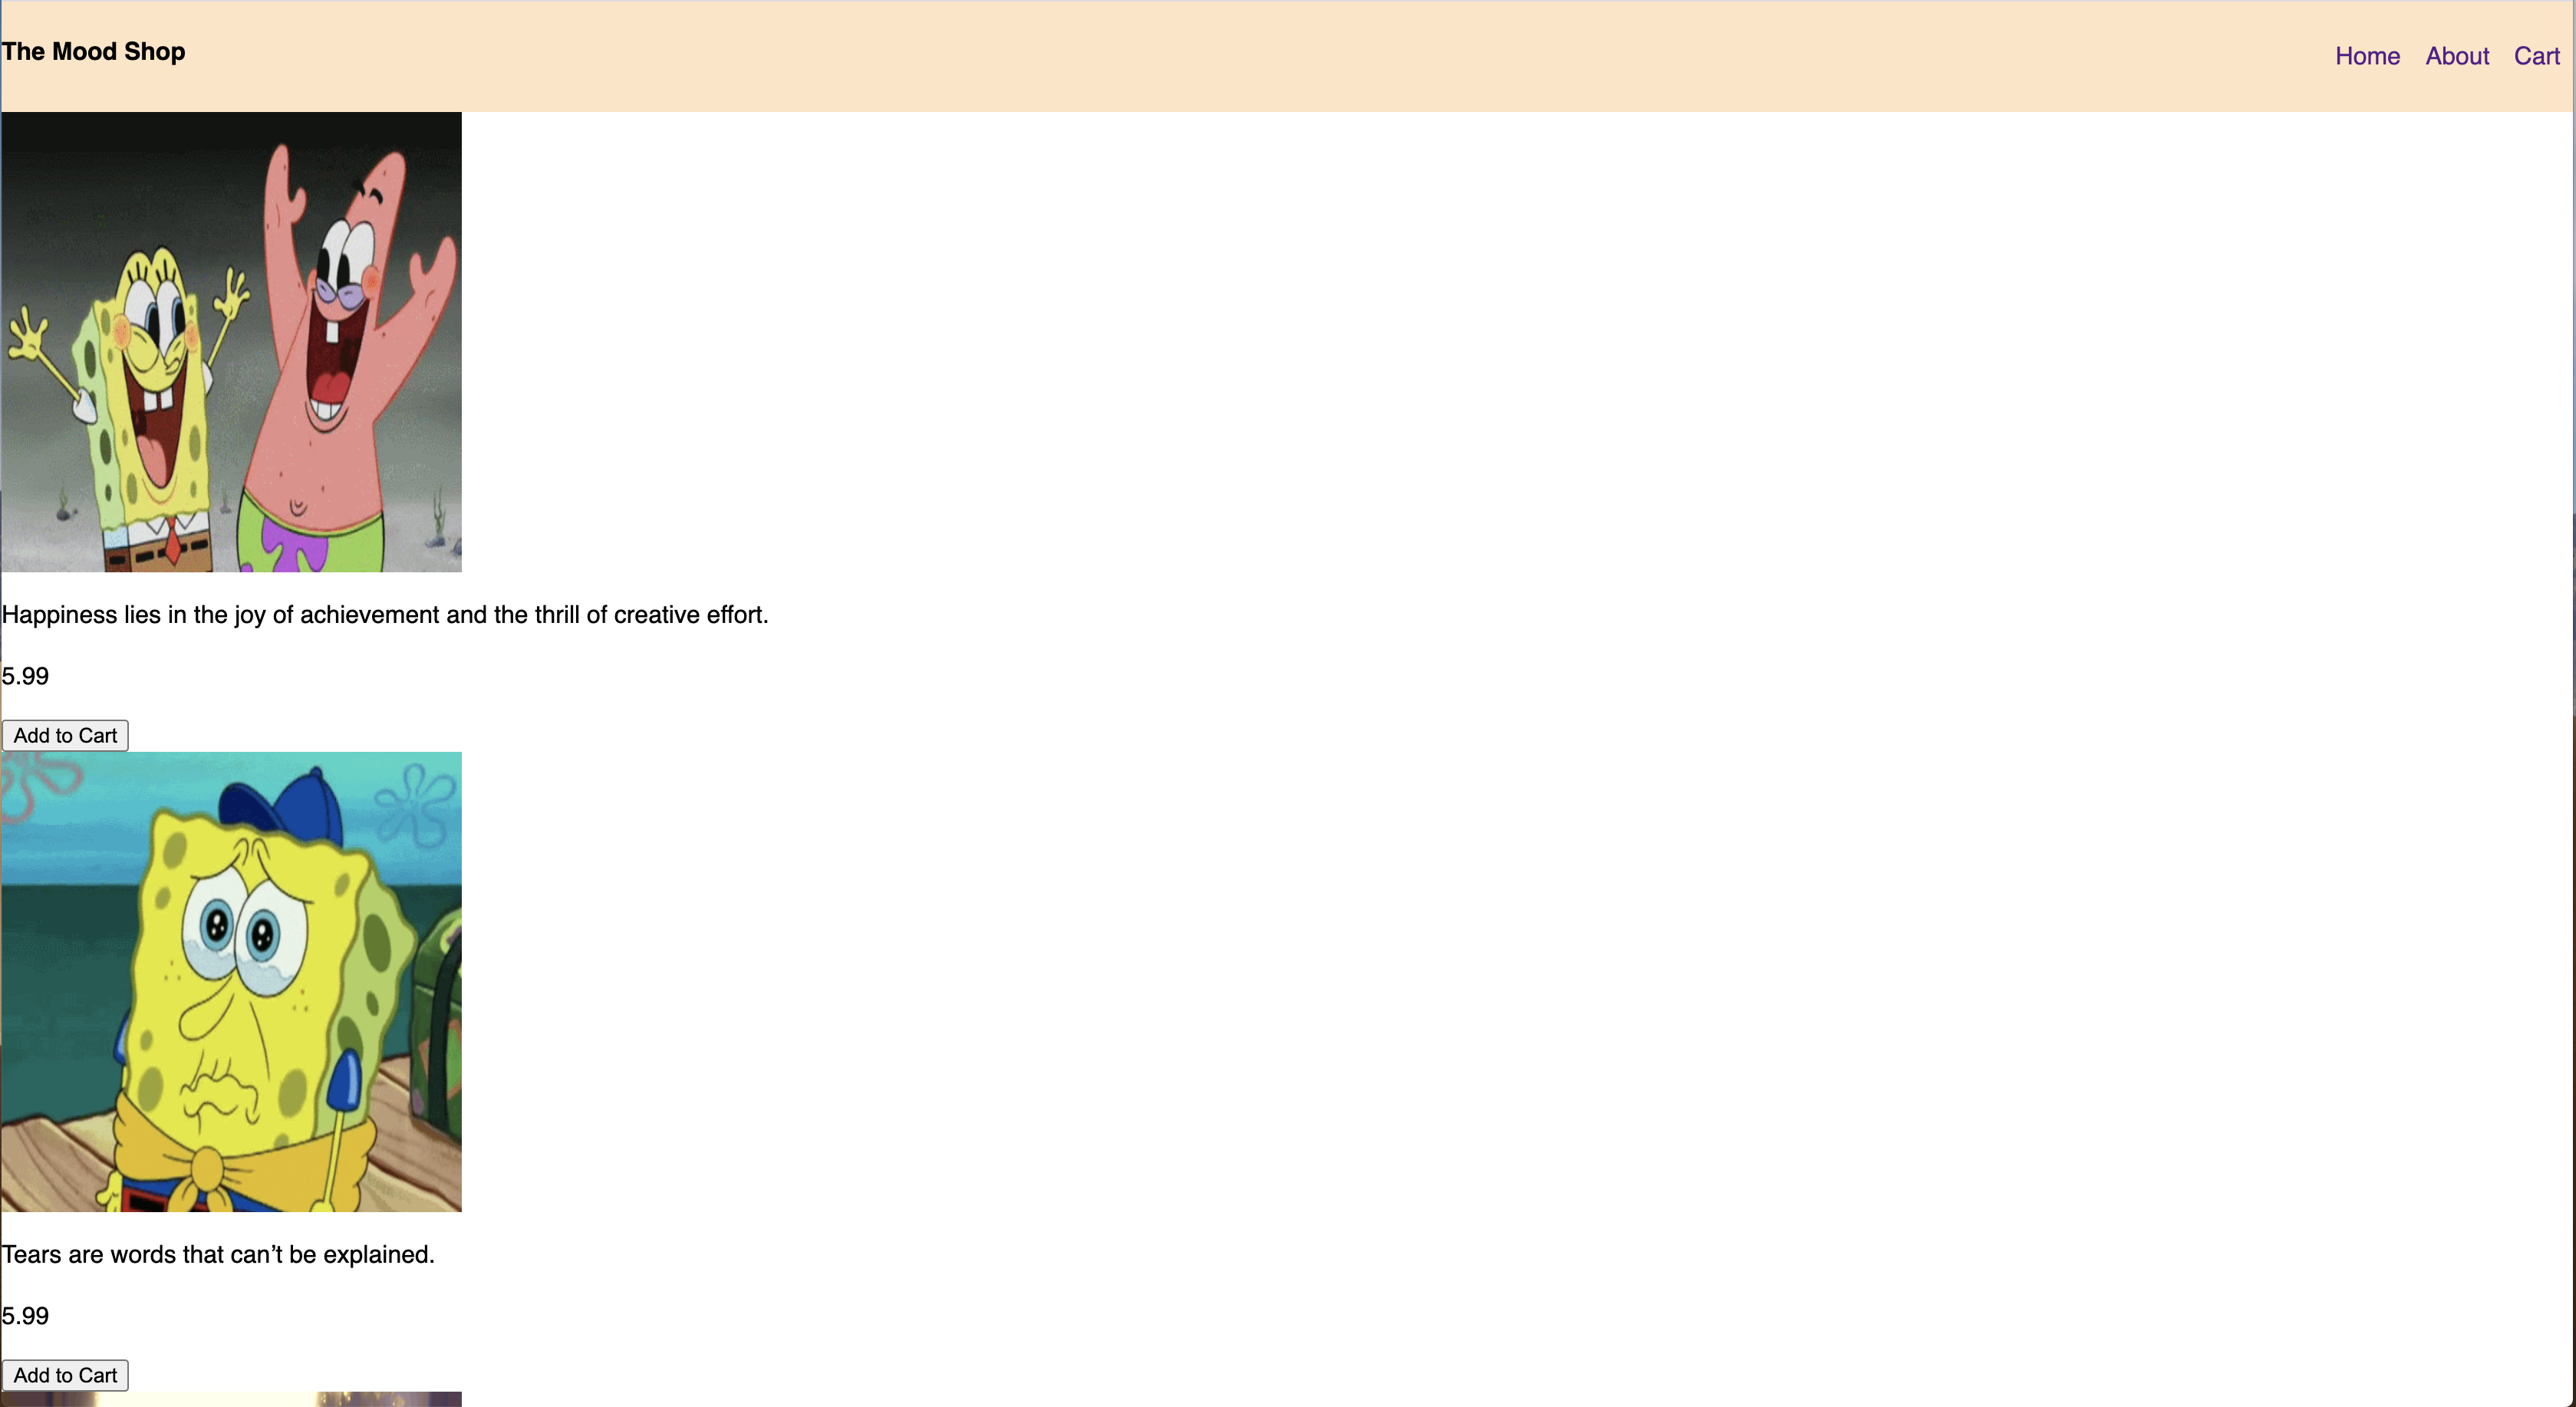 The Mood Shop
Home About Cart
Happiness lies in the joy of achievement and the thrill of creative effort.
5.99
Add to Cart
Tears are words that can’t be explained.
5.99
Add to Cart